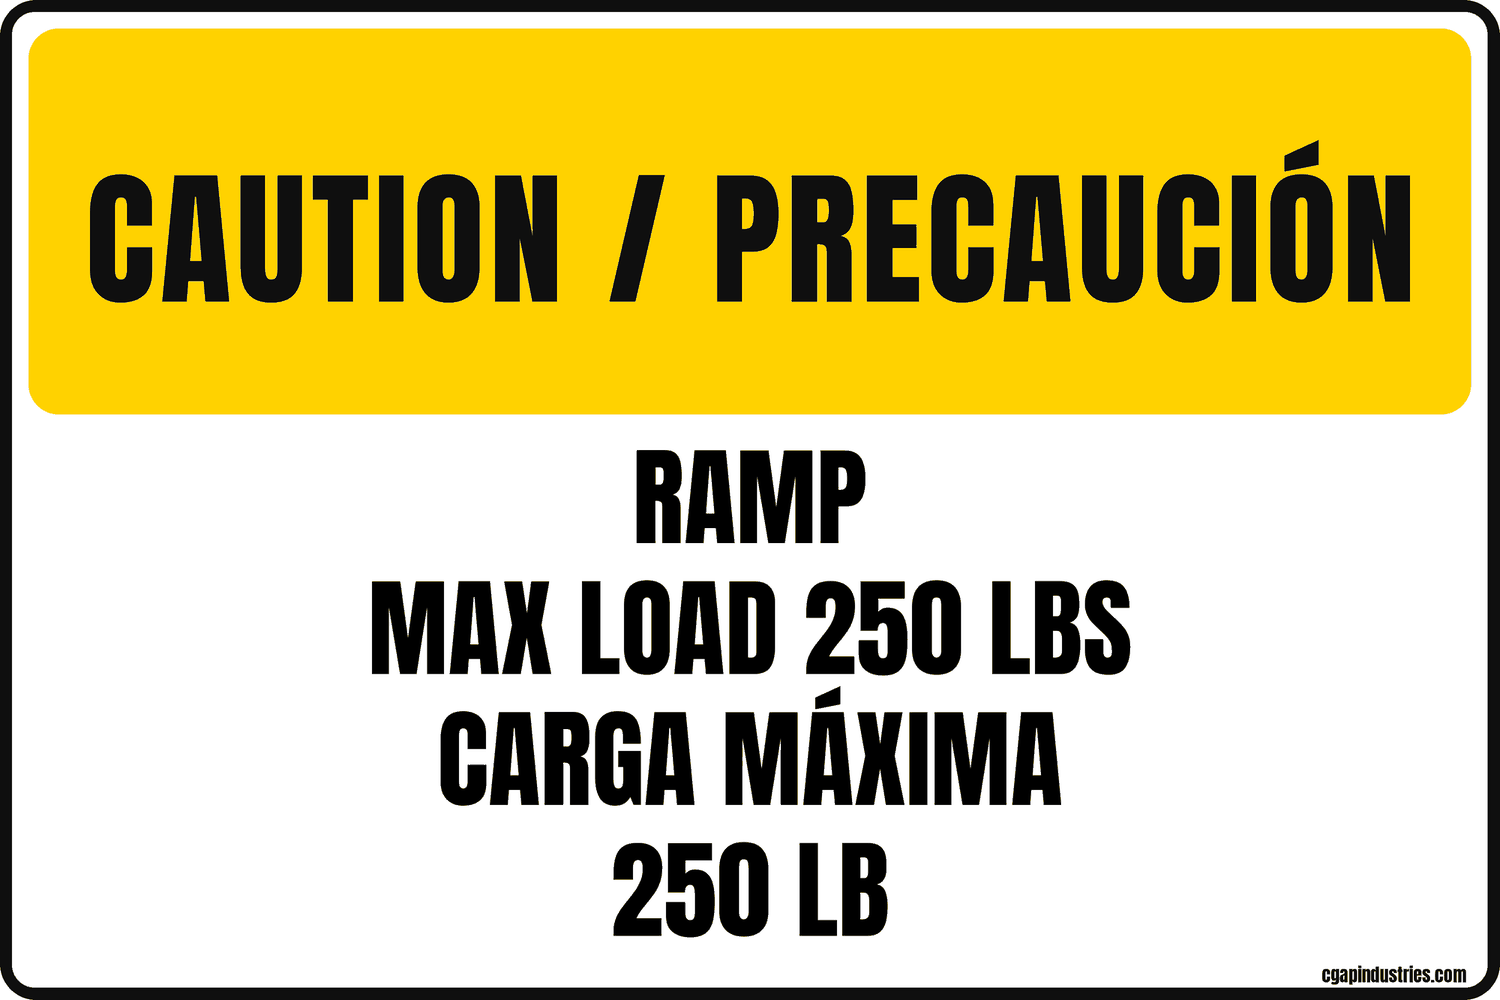 CAUTION / PRECAUCIÓN
RAMP
MAX LOAD 250 LBS
CARGA MÁXIMA
250 LB
cgapindustries.com